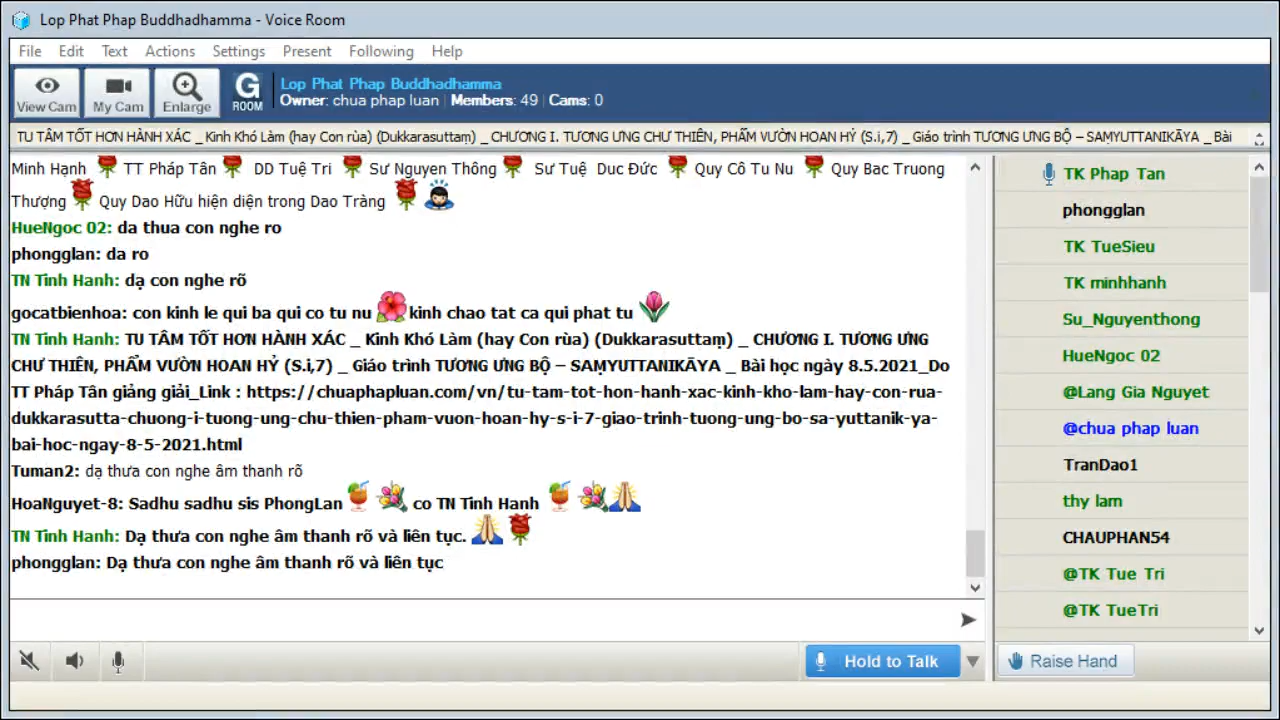 Lop Phat Phap Buddhadhamma - Voice Room
File Edit Text Actions Settings Present Following Help
View Cam My Cam Enlarge G ROOM
Lop Phat Phap Buddhadhamma
Owner: chua phap luan | Members: 49 | Cams: 0
TU TÂM TỐT HƠN HÀNH XÁC _ Kinh Khó Làm (hay Con rùa) (Dukkarasuttaṃ) _ CHƯƠNG I. TƯƠNG ƯNG CHƯ THIÊN, PHẨM VƯỜN HOAN HỶ (S.i,7) _ Giáo trình TƯƠNG ƯNG BỘ – SAṂYUTTANIKĀYA _ Bài
Minh Hạnh TT Pháp Tân DD Tuệ Tri Sư Nguyen Thông Sư Tuệ Duc Đức Quy Cô Tu Nu Quy Bac Truong
Thượng Quy Dao Hữu hiện diện trong Dao Tràng
HueNgoc 02: da thua con nghe ro
phongglan: da ro
TN Tinh Hanh: dạ con nghe rõ
gocatbienhoa: con kinh le qui ba qui co tu nu kinh chao tat ca qui phat tu
TN Tinh Hanh: TU TÂM TỐT HƠN HÀNH XÁC _ Kinh Khó Làm (hay Con rùa) (Dukkarasuttaṃ) _ CHƯƠNG I. TƯƠNG ƯNG
CHƯ THIÊN, PHẨM VƯỜN HOAN HỶ (S.i,7) _ Giáo trình TƯƠNG ƯNG BỘ – SAṂYUTTANIKĀYA _ Bài học ngày 8.5.2021_Do
TT Pháp Tân giảng giải_Link : https://chuaphapluan.com/vn/tu-tam-tot-hon-hanh-xac-kinh-kho-lam-hay-con-rua-
dukkarasutta-chuong-i-tuong-ung-chu-thien-pham-vuon-hoan-hy-s-i-7-giao-trinh-tuong-ung-bo-sa-yuttanik-ya-
bai-hoc-ngay-8-5-2021.html
Tuman2: dạ thưa con nghe âm thanh rõ
HoaNguyet-8: Sadhu sadhu sis PhongLan co TN Tinh Hanh
TN Tinh Hanh: Dạ thưa con nghe âm thanh rõ và liên tục.
phongglan: Dạ thưa con nghe âm thanh rõ và liên tục
Hold to Talk
TK Phap Tan
phongglan
TK TueSieu
TK minhhanh
Su_Nguyenthong
HueNgoc 02
@Lang Gia Nguyet
@chua phap luan
TranDao1
thy lam
CHAUPHAN54
@TK Tue Tri
@TK TueTri
Raise Hand